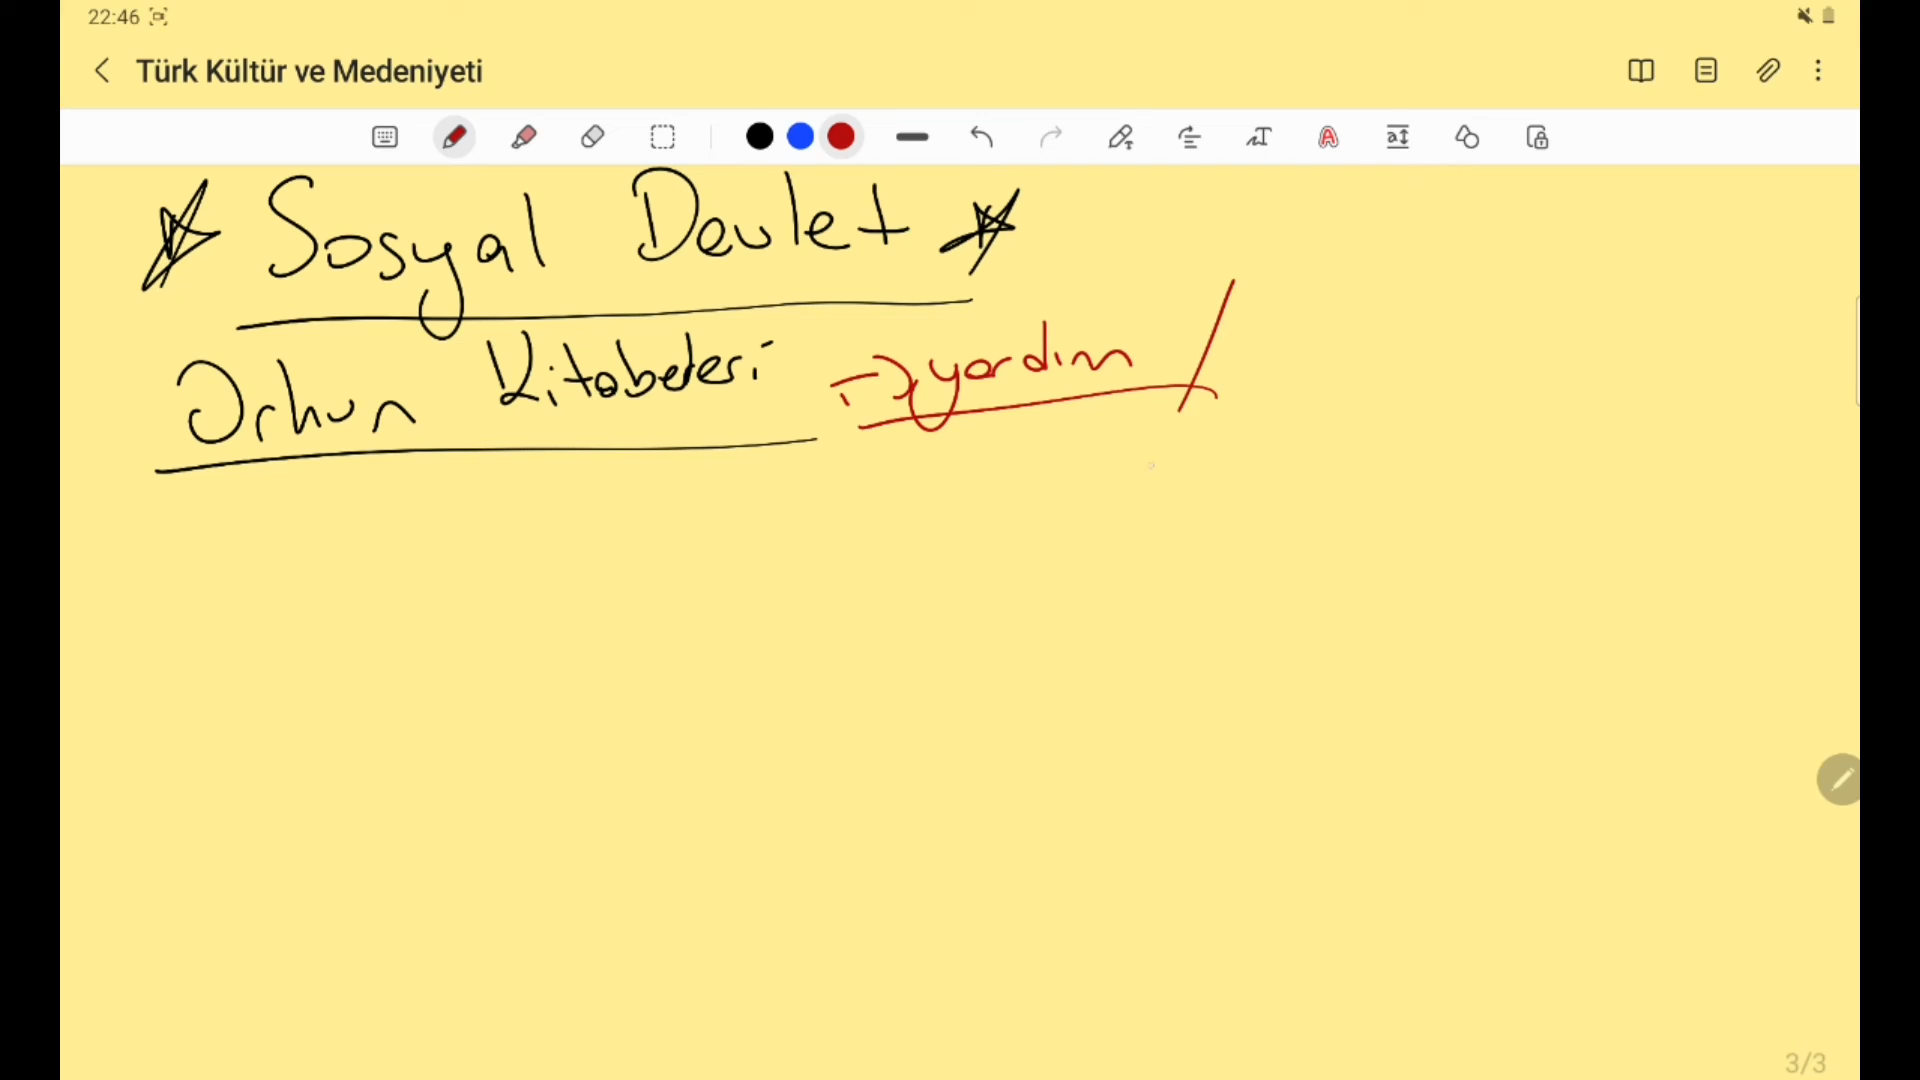 22:46
Türk Kültür ve Medeniyeti
Sosyal Devlet
Orhun Kitabeleri → yardım /
3/3